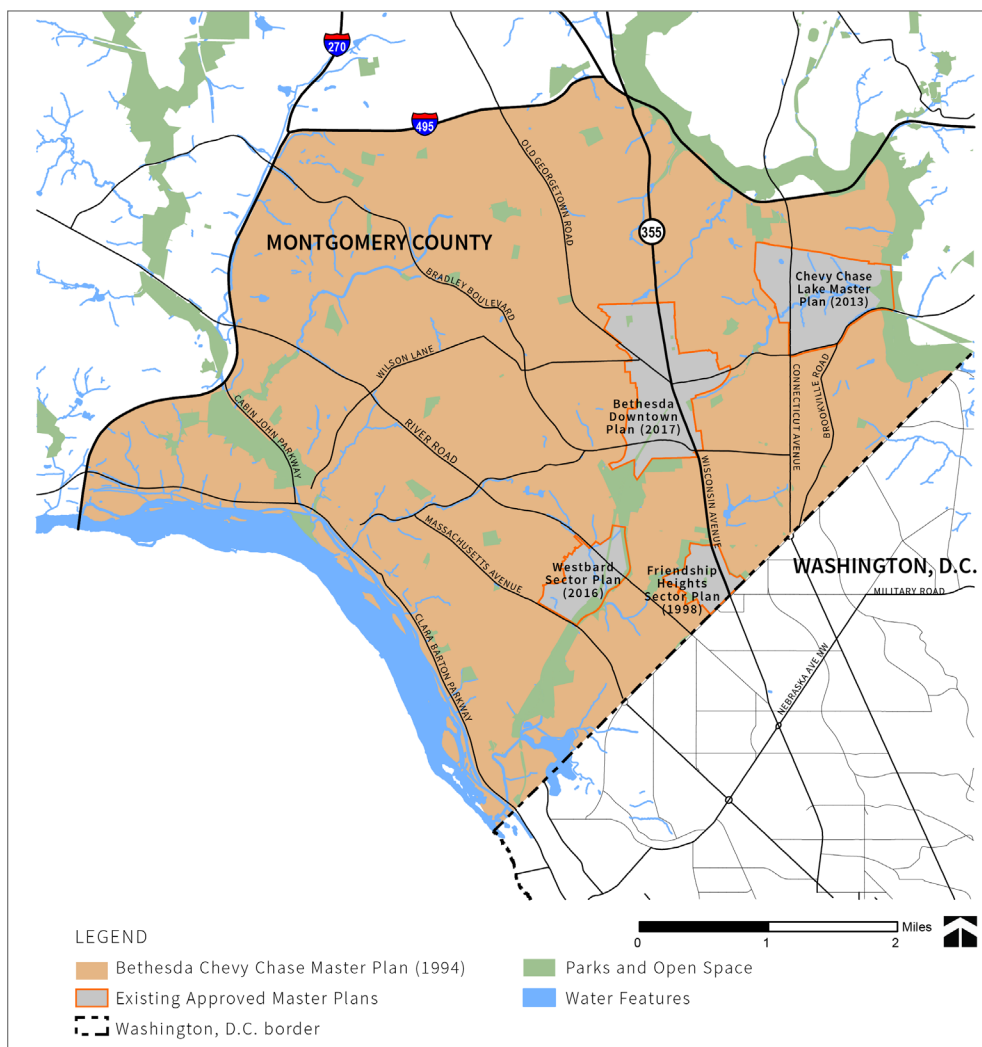 270
495
OLD GEORGETOWN ROAD
355
MONTGOMERY COUNTY
Chevy Chase
Lake Master
Plan (2013)
BRADLEY BOULEVARD
WILSON LANE
BROOKVILLE ROAD
CONNECTICUT AVENUE
CABIN JOHN PARKWAY
Bethesda
Downtown
Plan (2017)
RIVER ROAD
WISCONSIN AVENUE
MASSACHUSETTS AVENUE
Westbard
Sector Plan
(2016)
Friendship
Heights
Sector Plan
(1998)
WASHINGTON, D.C.
MILITARY ROAD
CLARA BARTON PARKWAY
NEBRASKA AVE NW
Miles
0 1 2
LEGEND
Bethesda Chevy Chase Master Plan (1994)
Existing Approved Master Plans
Washington, D.C. border
Parks and Open Space
Water Features